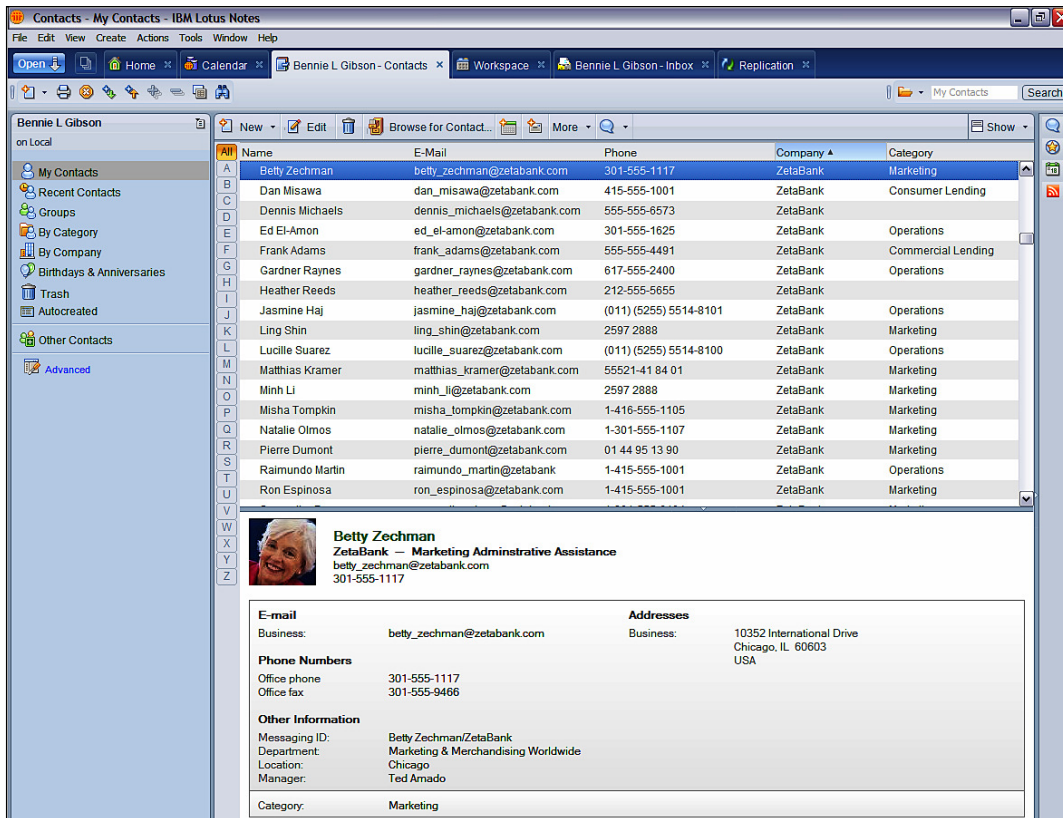 Contacts - My Contacts - IBM Lotus Notes
File Edit View Create Actions Tools Window Help
Open Home × Calendar × Bennie L Gibson - Contacts × Workspace × Bennie L Gibson - Inbox × Replication ×
My Contacts Search
Bennie L Gibson
on Local
My Contacts
Recent Contacts
Groups
By Category
By Company
Birthdays & Anniversaries
Trash
Autocreated
Other Contacts
Advanced
New Edit Browse for Contact... More Show
All
A
B
C
D
E
F
G
H
I
J
K
L
M
N
O
P
Q
R
S
T
U
V
W
X
Y
Z
Name E-Mail Phone Company Category
Betty Zechman betty_zechman@zetabank.com 301-555-1117 ZetaBank Marketing
Dan Misawa dan_misawa@zetabank.com 415-555-1001 ZetaBank Consumer Lending
Dennis Michaels dennis_michaels@zetabank.com 555-555-6573 ZetaBank
Ed El-Amon ed_el-amon@zetabank.com 301-555-1625 ZetaBank Operations
Frank Adams frank_adams@zetabank.com 555-555-4491 ZetaBank Commercial Lending
Gardner Raynes gardner_raynes@zetabank.com 617-555-2400 ZetaBank Operations
Heather Reeds heather_reeds@zetabank.com 212-555-5655 ZetaBank
Jasmine Haj jasmine_haj@zetabank.com (011) (5255) 5514-8101 ZetaBank Operations
Ling Shin ling_shin@zetabank.com 2597 2888 ZetaBank Marketing
Lucille Suarez lucille_suarez@zetabank.com (011) (5255) 5514-8100 ZetaBank Operations
Matthias Kramer matthias_kramer@zetabank.com 55521-41 84 01 ZetaBank Marketing
Minh Li minh_li@zetabank.com 2597 2888 ZetaBank Marketing
Misha Tompkin misha_tompkin@zetabank.com 1-416-555-1105 ZetaBank Marketing
Natalie Olmos natalie_olmos@zetabank.com 1-301-555-1107 ZetaBank Marketing
Pierre Dumont pierre_dumont@zetabank.com 01 44 95 13 90 ZetaBank Marketing
Raimundo Martin raimundo_martin@zetabank 1-415-555-1001 ZetaBank Operations
Ron Espinosa ron_espinosa@zetabank.com 1-415-555-1001 ZetaBank Marketing
Betty Zechman
ZetaBank — Marketing Adminstrative Assistance
betty_zechman@zetabank.com
301-555-1117
E-mail Addresses
Business: betty_zechman@zetabank.com Business: 10352 International Drive
Chicago, IL 60603
USA
Phone Numbers
Office phone 301-555-1117
Office fax 301-555-9466
Other Information
Messaging ID: Betty Zechman/ZetaBank
Department: Marketing & Merchandising Worldwide
Location: Chicago
Manager: Ted Amado
Category: Marketing